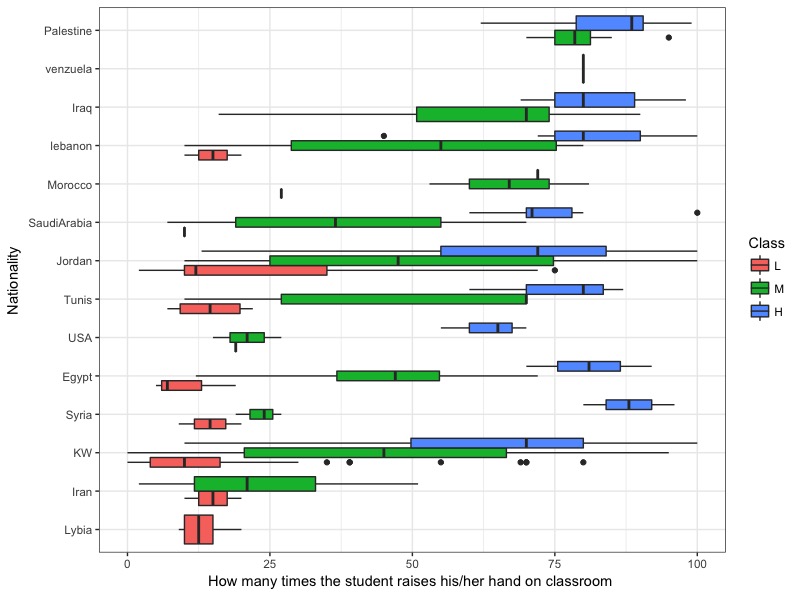 Palestine
venzuela
Iraq
lebanon
Morocco
SaudiArabia
Jordan
Tunis
USA
Egypt
Syria
KW
Iran
Lybia
Nationality
0 25 50 75 100
How many times the student raises his/her hand on classroom
Class
L
M
H